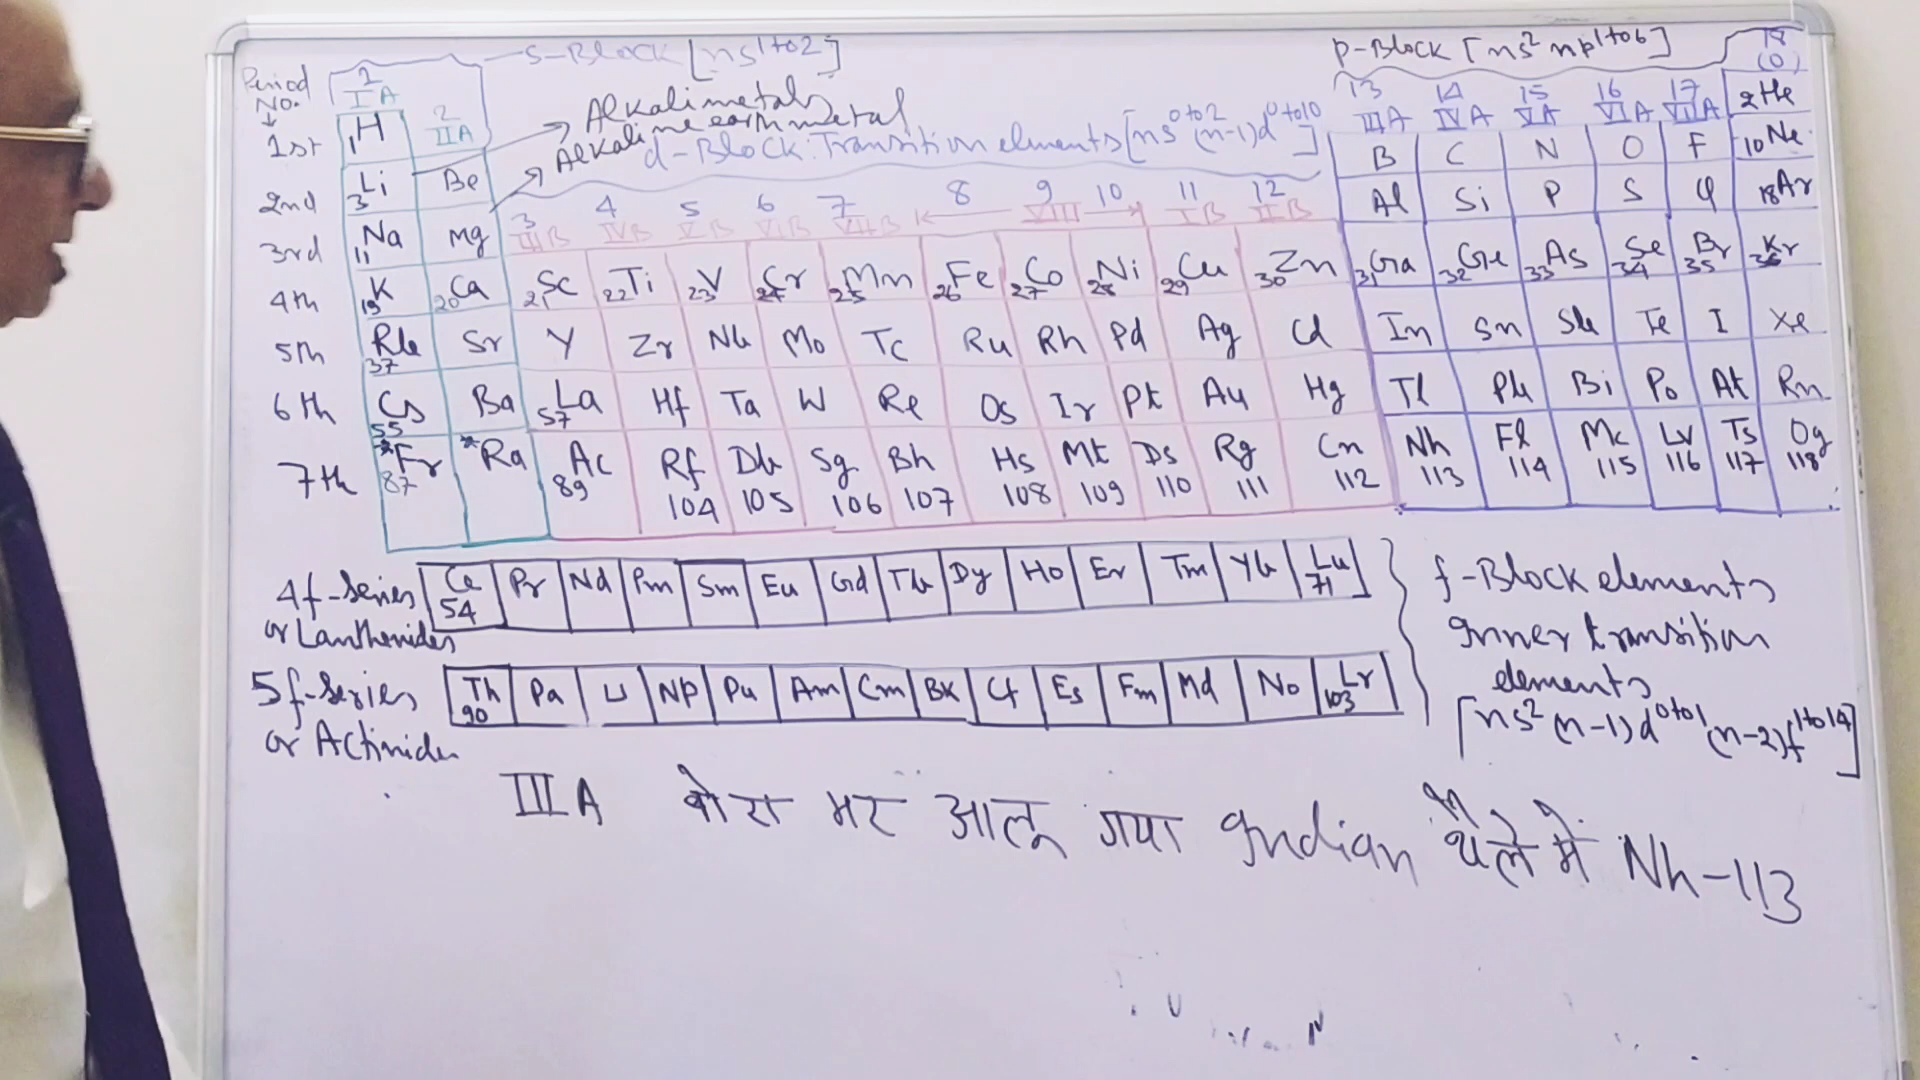 s-Block [ns1to2]
p-Block [ns2 np1to6]
18
(0)
Period
No.
↓
1
IA
2
IIA
Alkali metals
Alkaline earth metal
d-Block: Transition elements [ns0to2 (n-1)d0to10]
13 14 15 16 17
IIIA IVA VA VIA VIIA
3 4 5 6 7 8 9 10 11 12
IIIB IVB VB VIB VIIB ← VIII → IB IIB
1st 1H 2He
2nd 3Li Be B C N O F 10Ne
3rd 11Na Mg Al Si P S Cl 18Ar
4th 19K 20Ca 21Sc 22Ti 23V 24Cr 25Mn 26Fe 27Co 28Ni 29Cu 30Zn 31Ga 32Ge 33As 34Se 35Br 36Kr
5th Rb 37 Sr Y Zr Nb Mo Tc Ru Rh Pd Ag Cd In Sn Sb Te I Xe
6th Cs 55 Ba La 57 Hf Ta W Re Os Ir Pt Au Hg Tl Pb Bi Po At Rn
7th *Fr 87 *Ra Ac 89 Rf 104 Db 105 Sg 106 Bh 107 Hs 108 Mt 109 Ds 110 Rg 111 Cn 112 Nh 113 Fl 114 Mc 115 Lv 116 Ts 117 Og 118
4f-series Ce 54 Pr Nd Pm Sm Eu Gd Tb Dy Ho Er Tm Yb Lu 71
or Lanthenides
5f-series Th 90 Pa U Np Pu Am Cm Bk Cf Es Fm Md No Lr 103
or Actinides
f-Block elements
Inner transition
elements
[ns2 (n-1)d0to1 (n-2)f1to14]
IIIA बोरा भर आलू गया Indian थैले में Nh-113